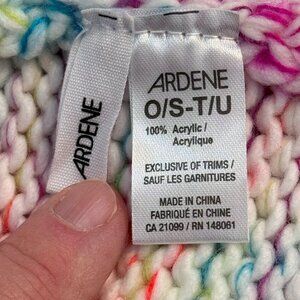 ARDENE
ARDENE
O/S-T/U
100% Acrylic /
Acrylique
EXCLUSIVE OF TRIMS /
SAUF LES GARNITURES
MADE IN CHINA
FABRIQUÉ EN CHINE
CA 21099 / RN 148061